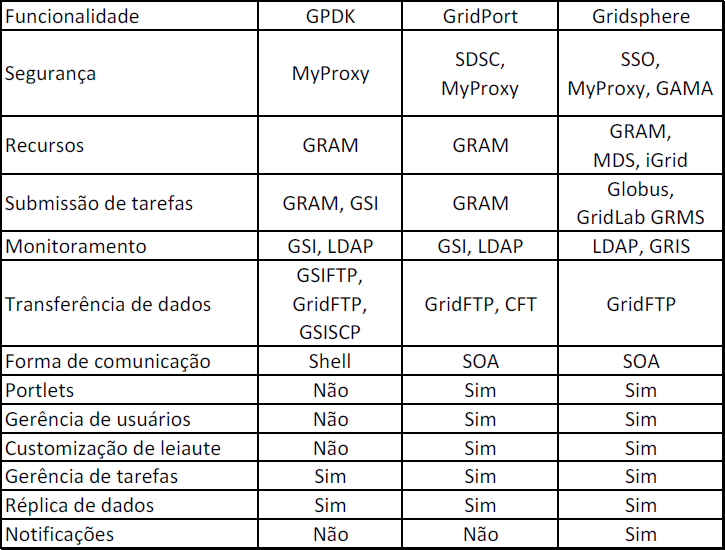 Funcionalidade GPDK GridPort Gridsphere
Segurança MyProxy SDSC, MyProxy SSO, MyProxy, GAMA
Recursos GRAM GRAM GRAM, MDS, iGrid
Submissão de tarefas GRAM, GSI GRAM Globus, GridLab GRMS
Monitoramento GSI, LDAP GSI, LDAP LDAP, GRIS
Transferência de dados GSIFTP, GridFTP, GSISCP GridFTP, CFT GridFTP
Forma de comunicação Shell SOA SOA
Portlets Não Sim Sim
Gerência de usuários Não Sim Sim
Customização de leiaute Não Sim Sim
Gerência de tarefas Sim Sim Sim
Réplica de dados Sim Sim Sim
Notificações Não Não Sim